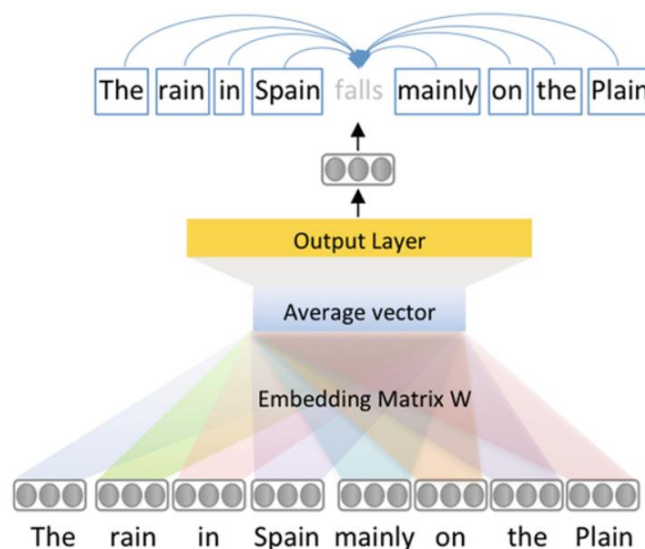 The rain in Spain falls mainly on the Plain
Output Layer
Average vector
Embedding Matrix W
The rain in Spain mainly on the Plain